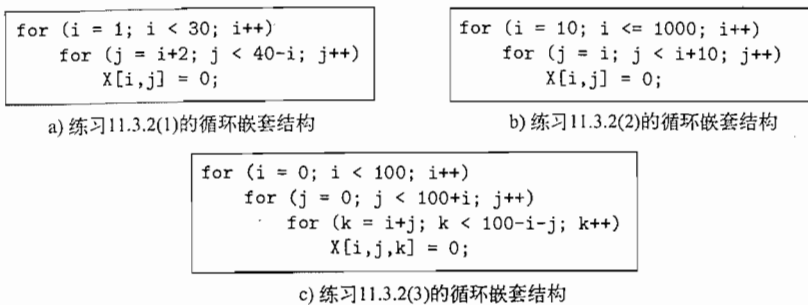 for (i = 1; i < 30; i++)
for (j = i+2; j < 40-i; j++)
X[i,j] = 0;
a) 练习11.3.2(1)的循环嵌套结构
for (i = 10; i <= 1000; i++)
for (j = i; j < i+10; j++)
X[i,j] = 0;
b) 练习11.3.2(2)的循环嵌套结构
for (i = 0; i < 100; i++)
for (j = 0; j < 100+i; j++)
for (k = i+j; k < 100-i-j; k++)
X[i,j,k] = 0;
c) 练习11.3.2(3)的循环嵌套结构